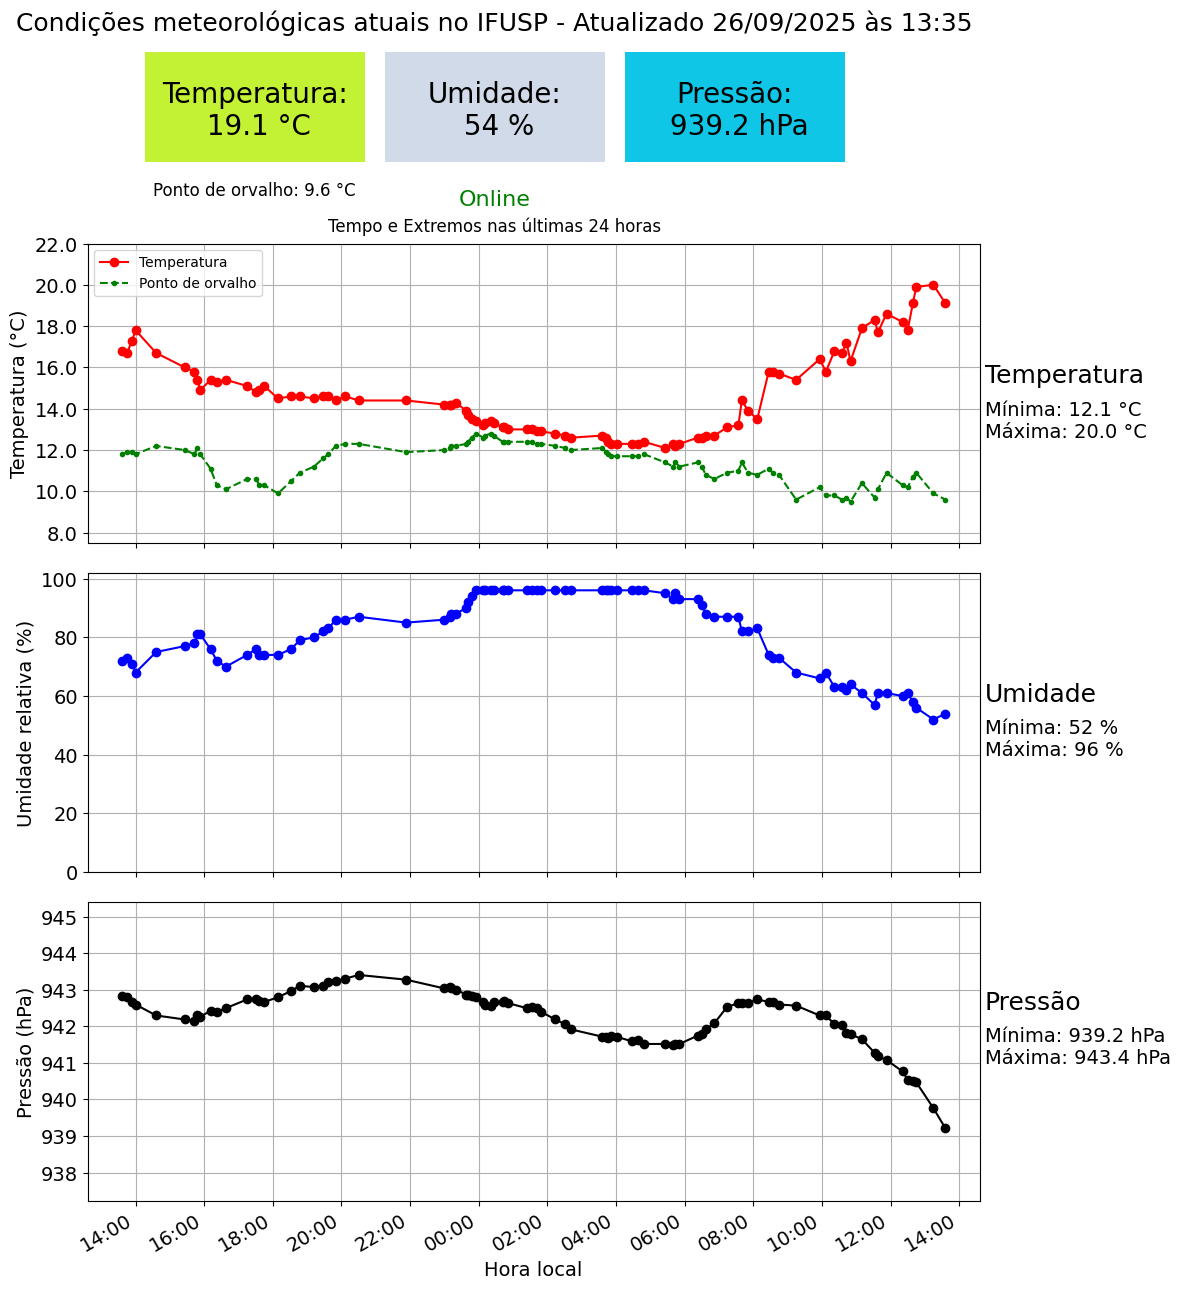 Condições meteorológicas atuais no IFUSP - Atualizado 26/09/2025 às 13:35
Temperatura:
19.1 °C
Umidade:
54 %
Pressão:
939.2 hPa
Ponto de orvalho: 9.6 °C
Online
Tempo e Extremos nas últimas 24 horas
Temperatura (°C)
22.0
20.0
18.0
16.0
14.0
12.0
10.0
8.0
Temperatura
Ponto de orvalho
Temperatura
Mínima: 12.1 °C
Máxima: 20.0 °C
Umidade relativa (%)
100
80
60
40
20
0
Umidade
Mínima: 52 %
Máxima: 96 %
Pressão (hPa)
945
944
943
942
941
940
939
938
Pressão
Mínima: 939.2 hPa
Máxima: 943.4 hPa
14:00
16:00
18:00
20:00
22:00
00:00
02:00
04:00
06:00
08:00
10:00
12:00
14:00
Hora local